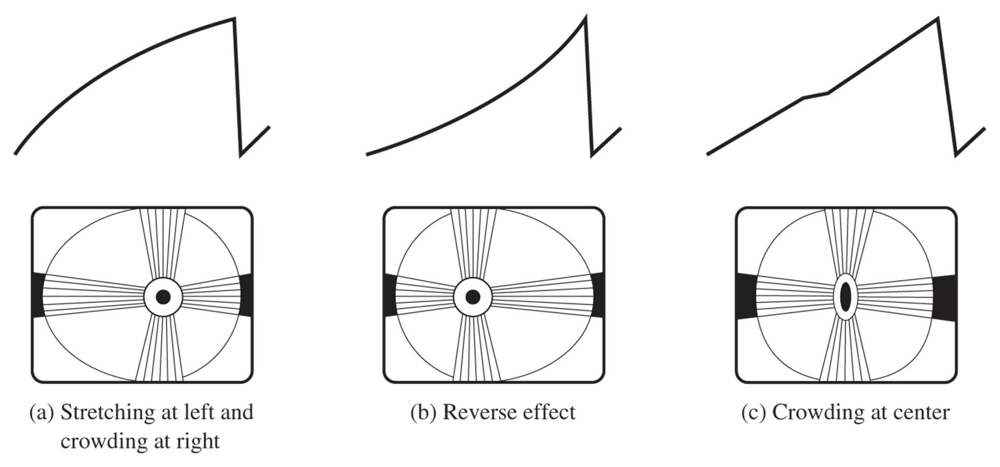 (a) Stretching at left and
crowding at right
(b) Reverse effect
(c) Crowding at center